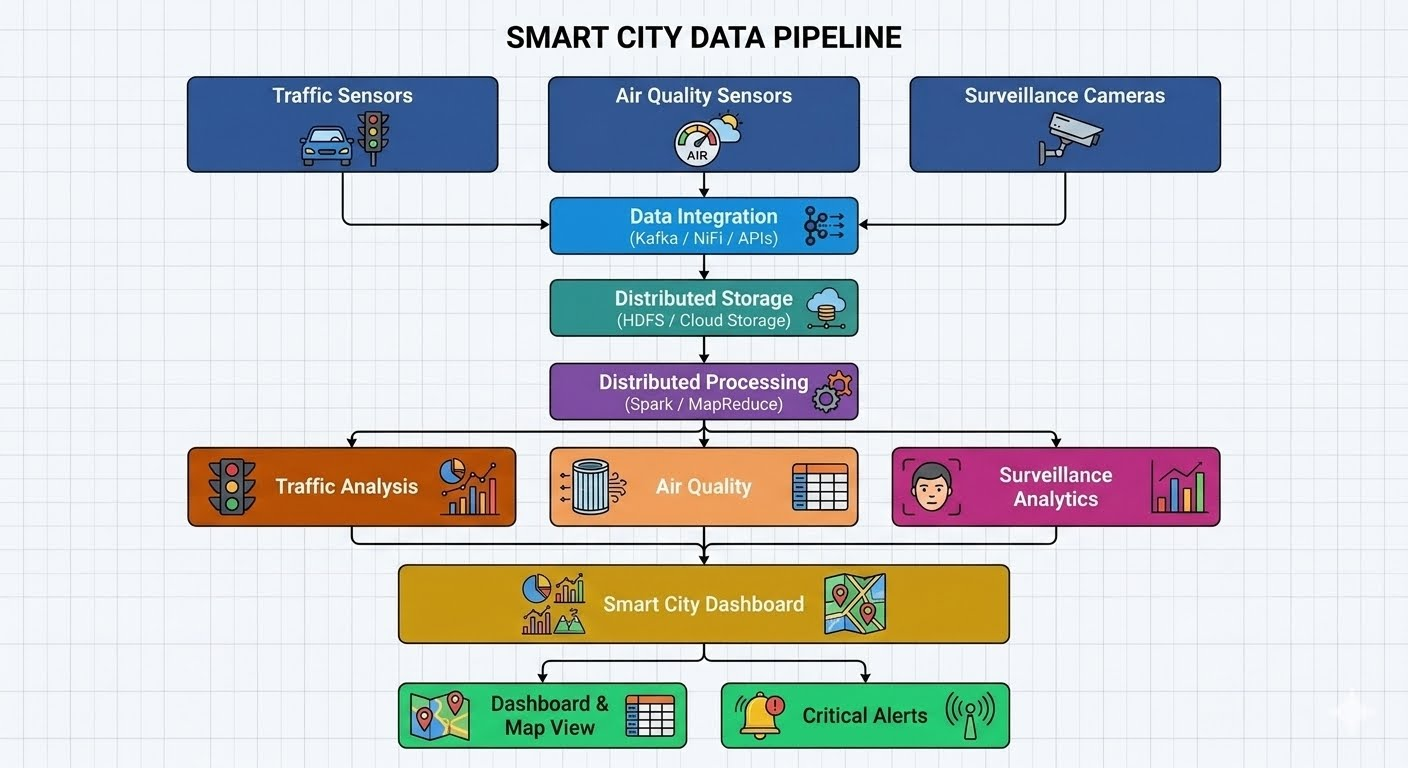 SMART CITY DATA PIPELINE
Traffic Sensors
Air Quality Sensors
AIR
Surveillance Cameras
Data Integration
(Kafka / NiFi / APIs)
Distributed Storage
(HDFS / Cloud Storage)
Distributed Processing
(Spark / MapReduce)
Traffic Analysis
Air Quality
Surveillance
Analytics
Smart City Dashboard
Dashboard &
Map View
Critical Alerts